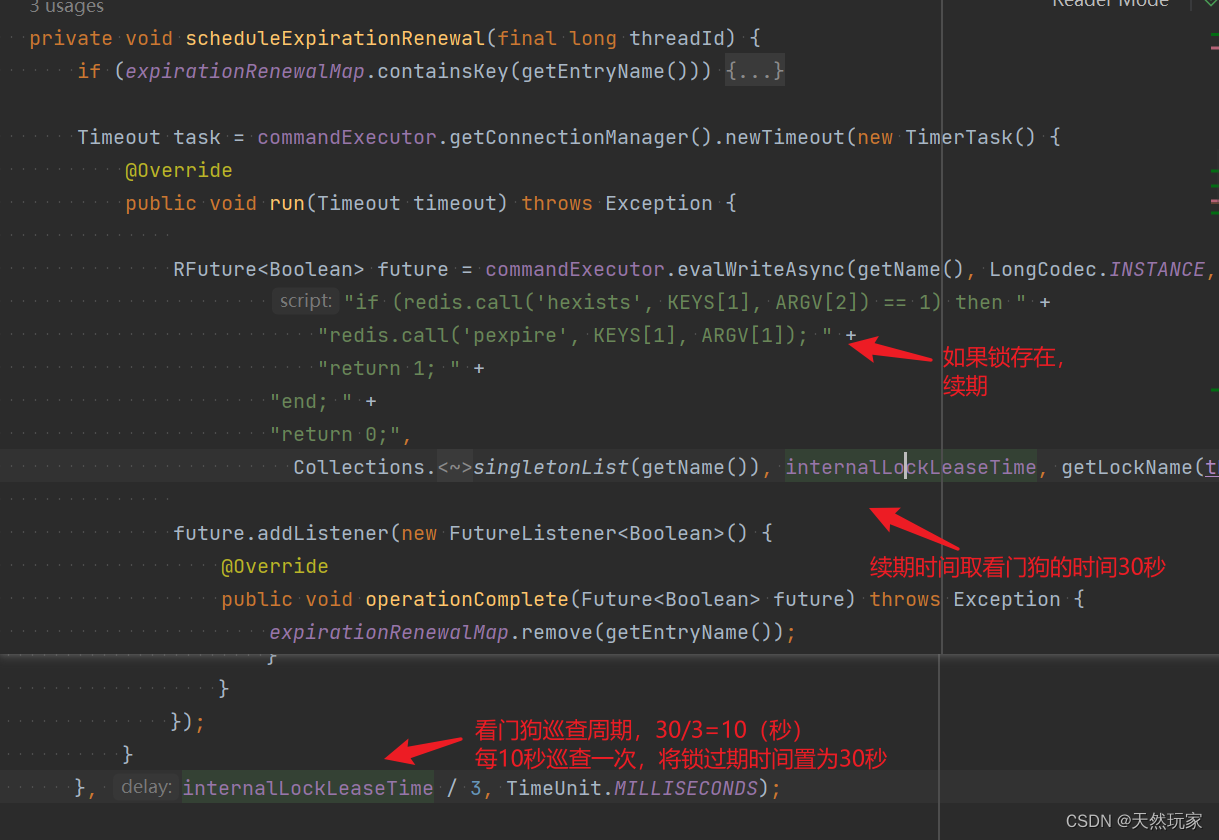 3 usages
Reader Mode
private void scheduleExpirationRenewal(final long threadId) {
if (expirationRenewalMap.containsKey(getEntryName())) {...}
Timeout task = commandExecutor.getConnectionManager().newTimeout(new TimerTask() {
@Override
public void run(Timeout timeout) throws Exception {
RFuture<Boolean> future = commandExecutor.evalWriteAsync(getName(), LongCodec.INSTANCE,
script: "if (redis.call('hexists', KEYS[1], ARGV[2]) == 1) then " +
"redis.call('pexpire', KEYS[1], ARGV[1]); " +
如果锁存在，
"return 1; " +
续期
"end; " +
"return 0;",
Collections.<~>singletonList(getName()), internalLockLeaseTime, getLockName(t
future.addListener(new FutureListener<Boolean>() {
续期时间取看门狗的时间30秒
@Override
public void operationComplete(Future<Boolean> future) throws Exception {
expirationRenewalMap.remove(getEntryName());
}
}
});
看门狗巡查周期，30/3=10（秒）
}
每10秒巡查一次，将锁过期时间置为30秒
}, delay: internalLockLeaseTime / 3, TimeUnit.MILLISECONDS);
CSDN @天然玩家